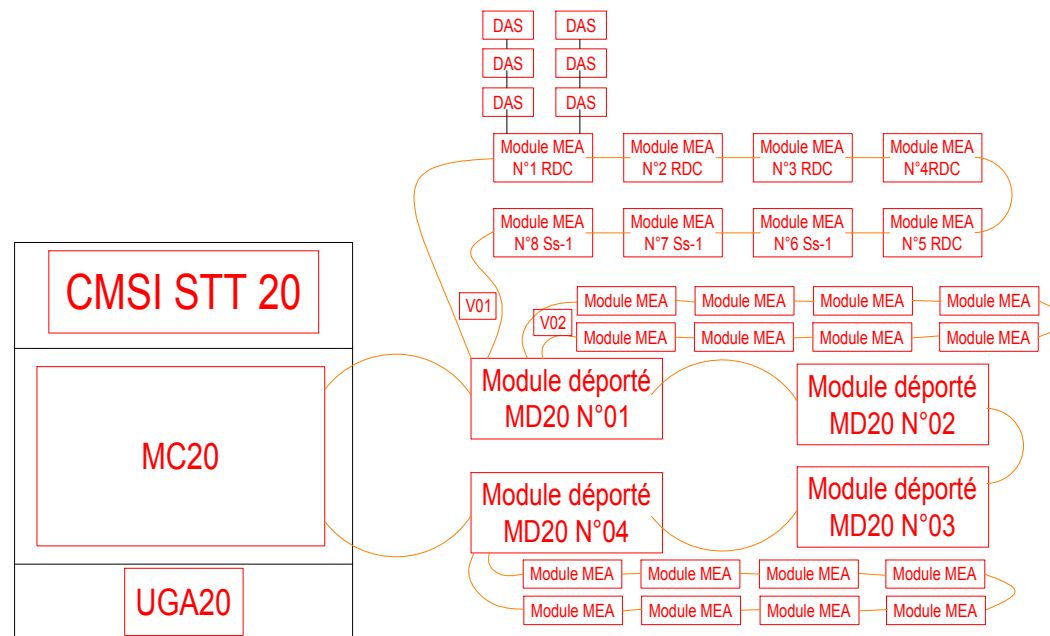 DAS DAS
DAS DAS
DAS DAS
Module MEA Module MEA Module MEA Module MEA
N°1 RDC N°2 RDC N°3 RDC N°4RDC
Module MEA Module MEA Module MEA Module MEA
N°8 Ss-1 N°7 Ss-1 N°6 Ss-1 N°5 RDC
CMSI STT 20
V01
Module MEA Module MEA Module MEA Module MEA
V02
Module MEA Module MEA Module MEA Module MEA
Module déporté
MD20 N°01
Module déporté
MD20 N°02
MC20
Module déporté
MD20 N°04
Module déporté
MD20 N°03
Module MEA Module MEA Module MEA Module MEA
Module MEA Module MEA Module MEA Module MEA
UGA20